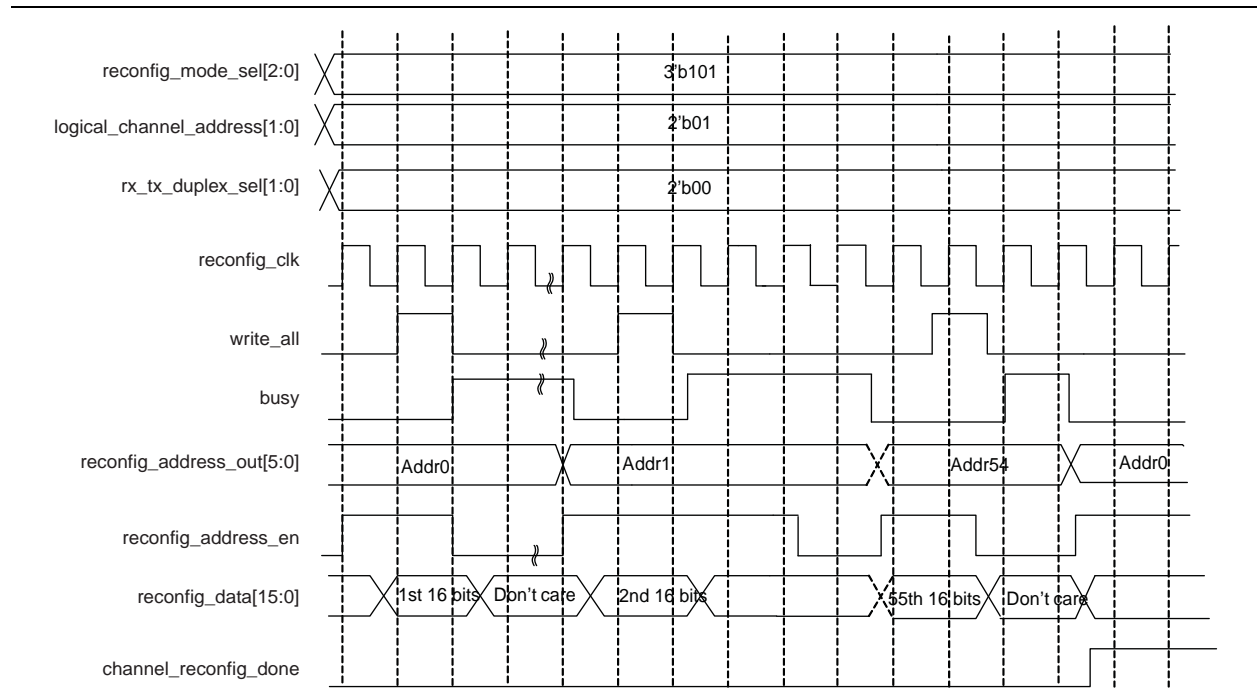 reconfig_mode_sel[2:0] 3'b101
logical_channel_address[1:0] 2'b01
rx_tx_duplex_sel[1:0] 2'b00
reconfig_clk
write_all
busy
reconfig_address_out[5:0] Addr0 Addr1 Addr54 Addr0
reconfig_address_en
reconfig_data[15:0] 1st 16 bits Don't care 2nd 16 bits 55th 16 bits Don't care
channel_reconfig_done